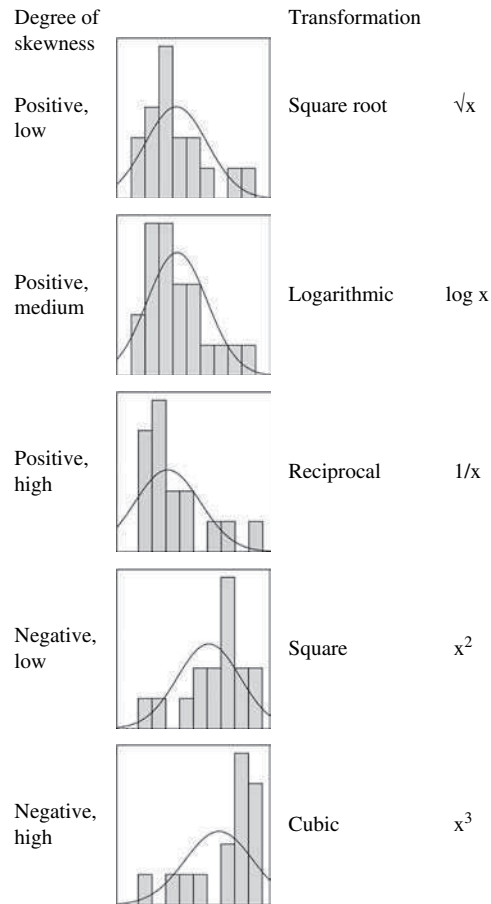 Degree of
skewness
Transformation
Positive,
low
Square root
√x
Positive,
medium
Logarithmic
log x
Positive,
high
Reciprocal
1/x
Negative,
low
Square
x²
Negative,
high
Cubic
x³